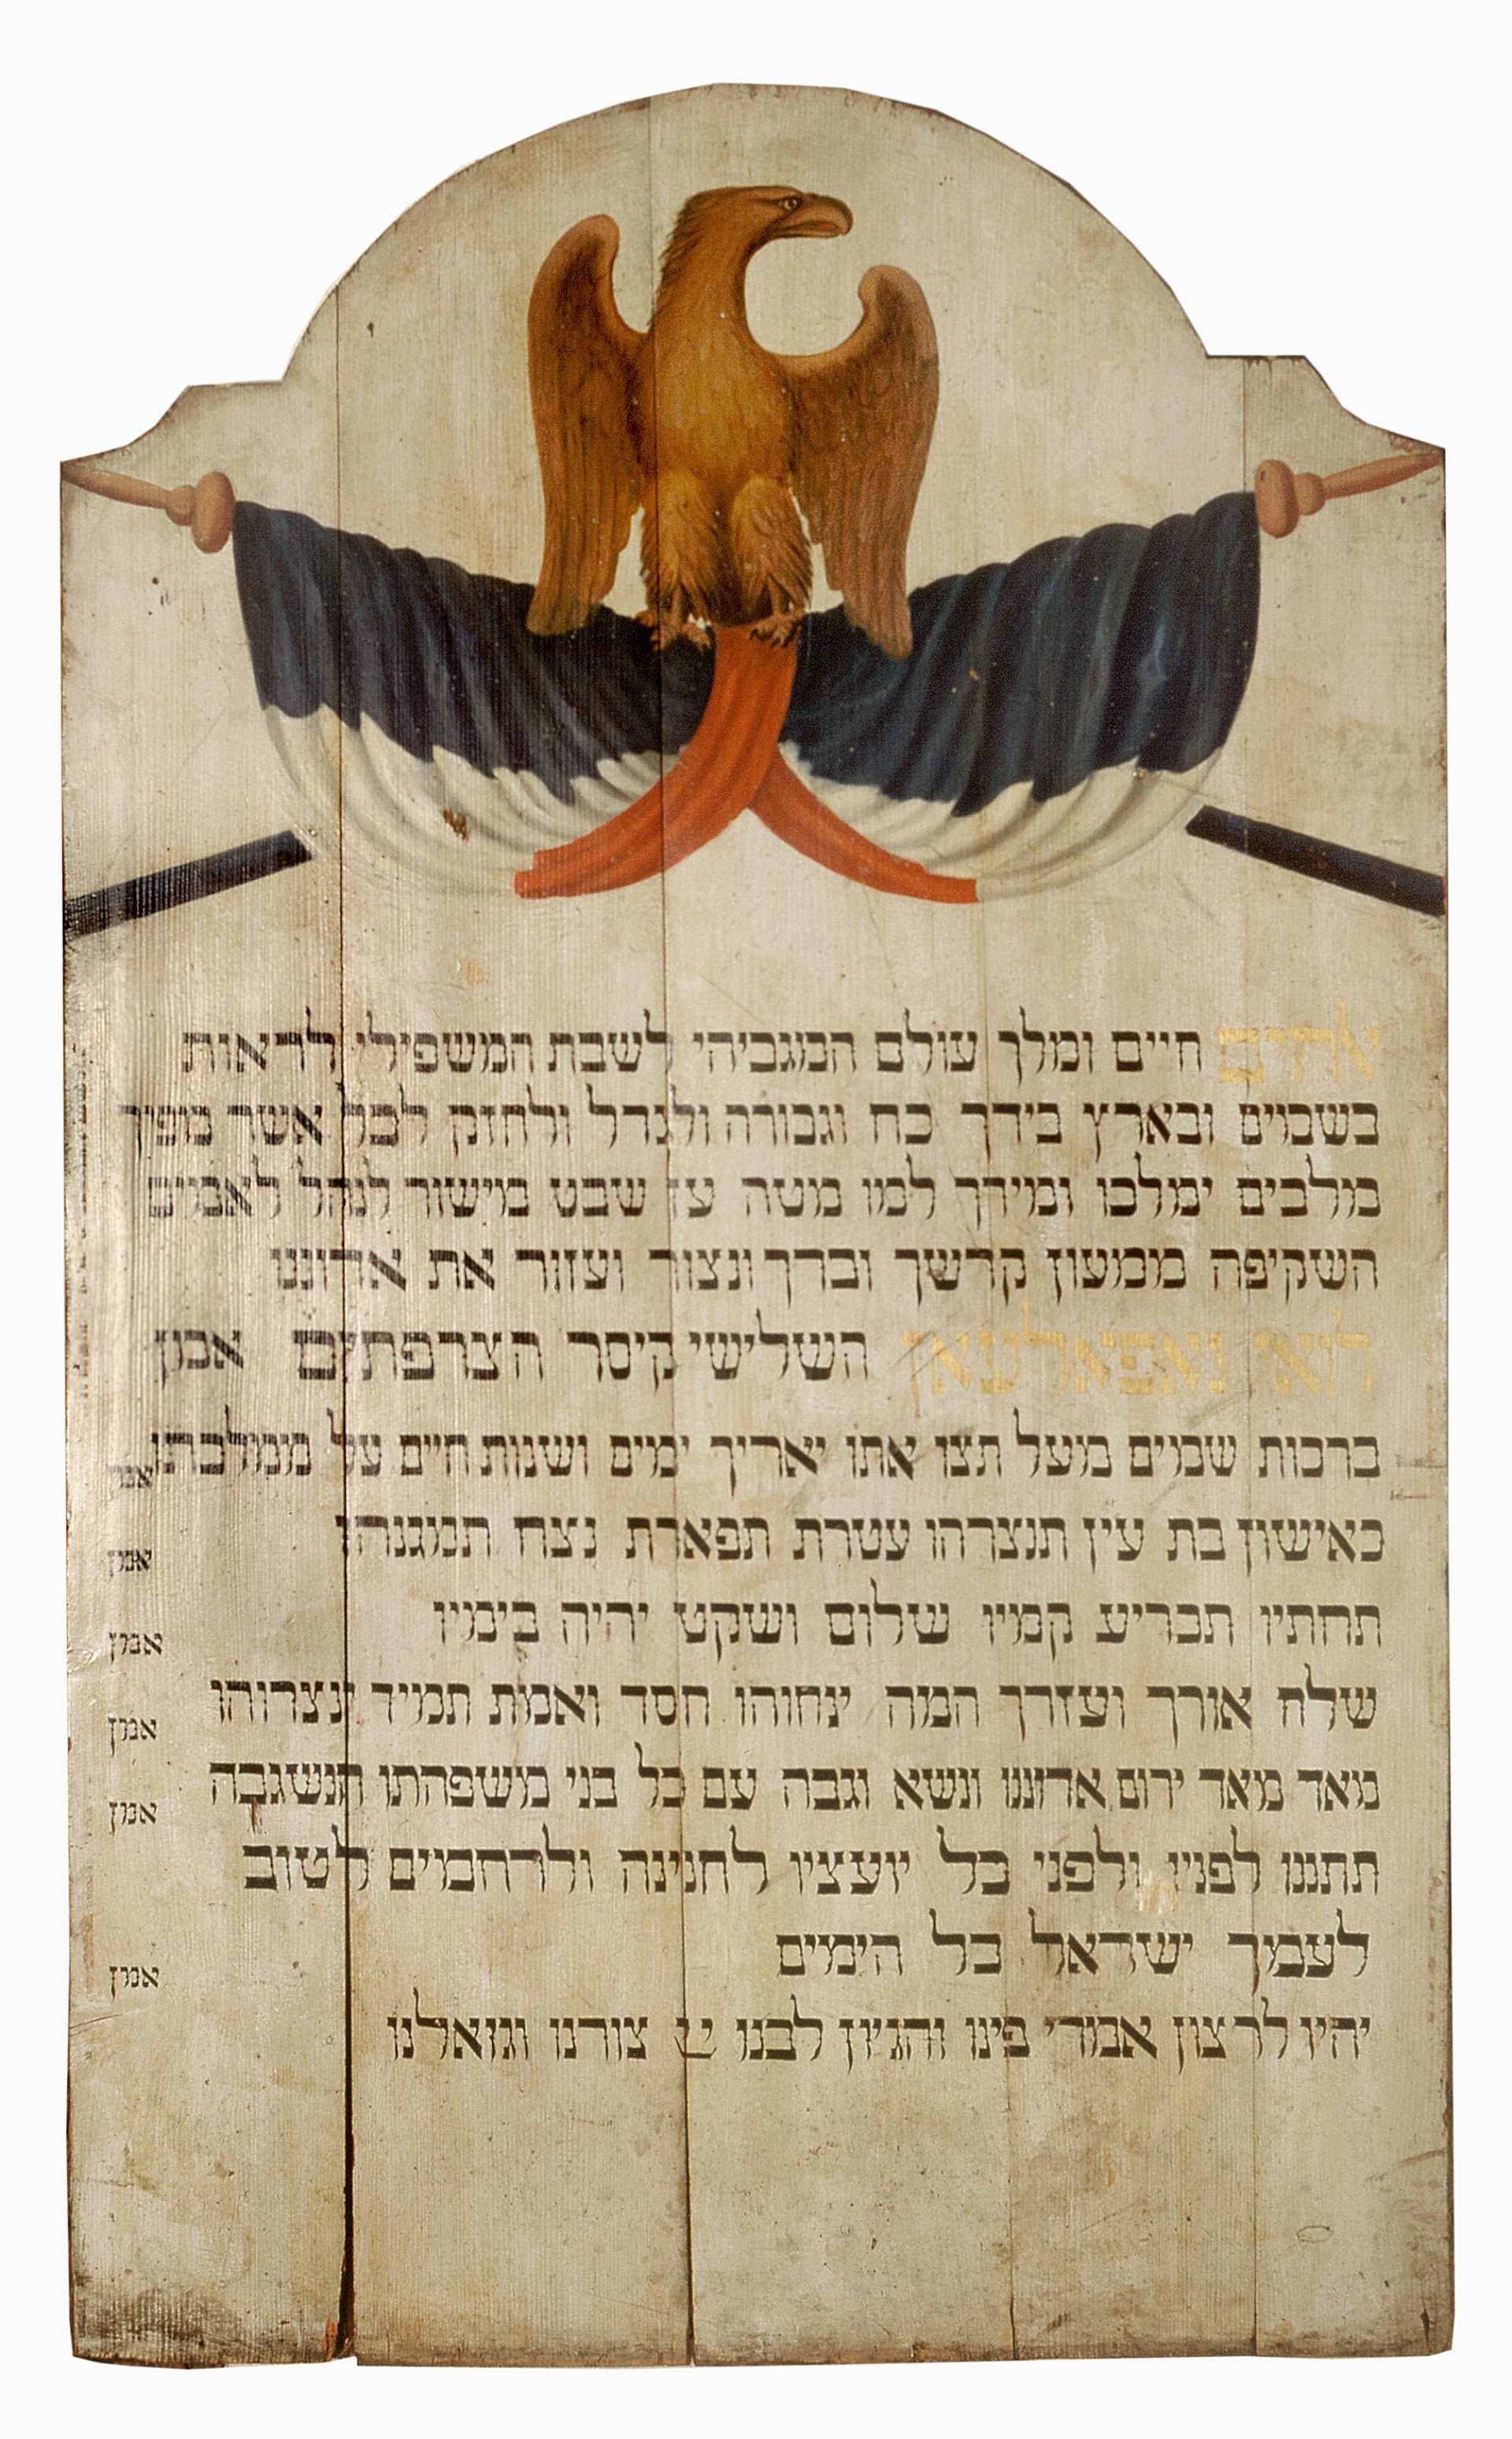 אלהים חיים ומלך עולם המגביהי לשבת המשפילי לראות
בשמים ובארץ בידך כח וגבורה ולגדל ולחזק לכל אשר מפיך
מלכים ימלכו ומידך למו מטה עז שבט מישור לנהל לאמים
השקיפה ממעון קדשך וברך ונצור ועזור את אדוננו
לואי נאפאלעאן השלישי קיסר הצרפתים אמון
ברכות שמים מעל תצו אתו יאריך ימים ושנות חיים על ממלכתו אמן
כאישון בת עין תנצרהו עטרת תפארת נצח תמגנהו אמן
תחתיו תכריע קמיו שלום ושקט יהיה בימיו אמן
שלח אורך ועזרך המה ינחוהו חסד ואמת תמיד ינצרוהו אמן
מאד מאד ירום אדוננו ונשא וגבה עם כל בני משפחתו תנשגבה אמן
תתננו לפניו ולפני כל יועציו לחנינה ולרחמים לטוב
לעמך ישראל כל הימים אמן
יהיו לרצון אמרי פינו והגיון לבנו צורנו וגואלנו